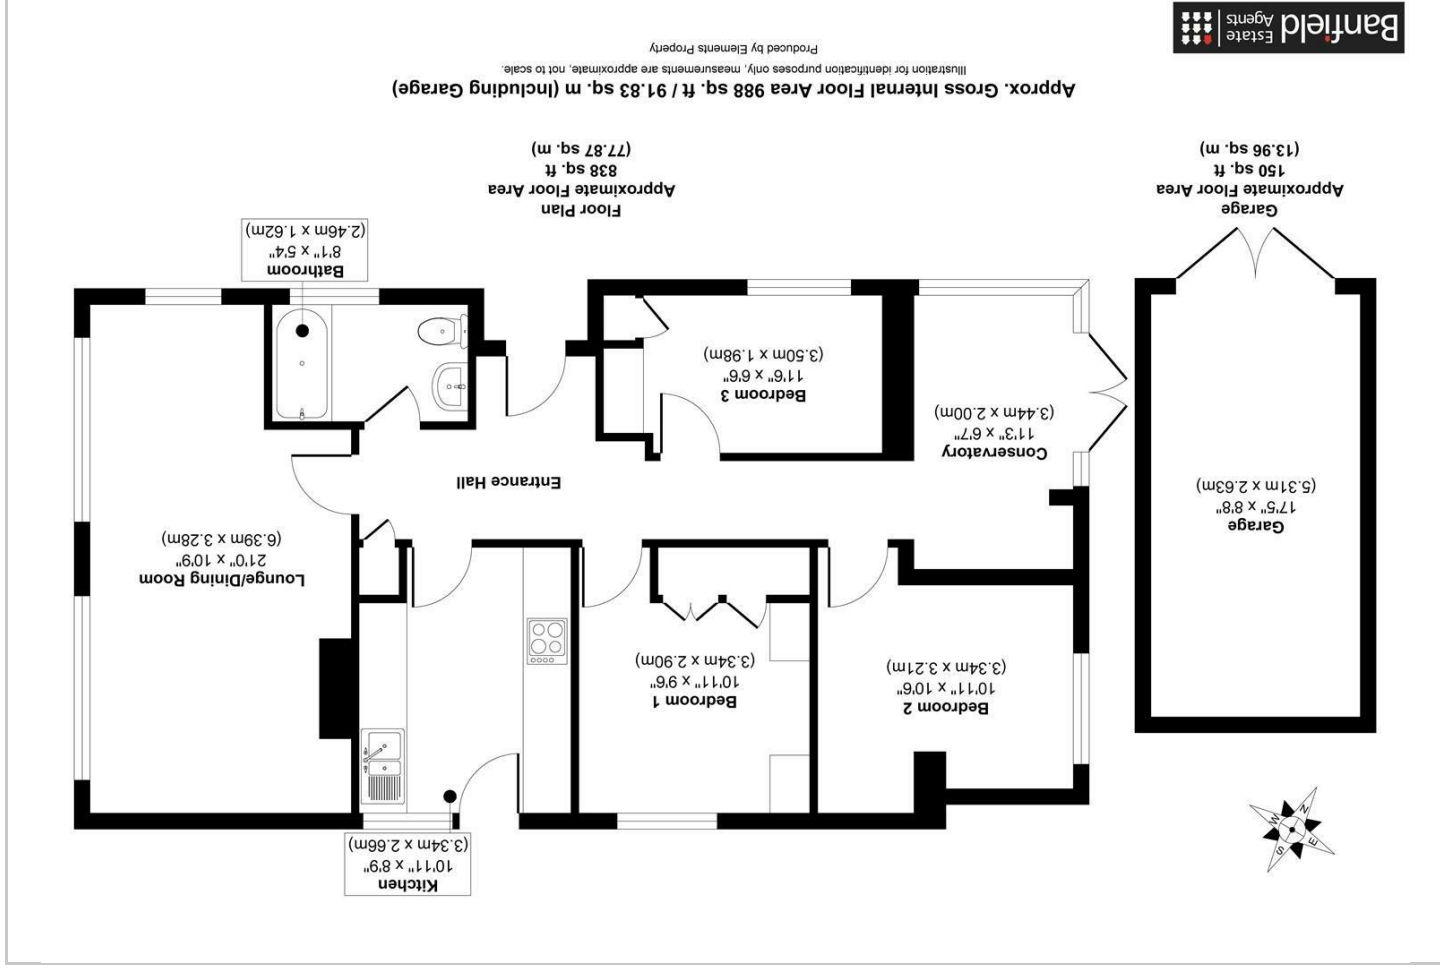 Kitchen
10'11" x 8'9"
(3.34m x 2.66m)
Bedroom 2
10'11" x 10'6"
(3.34m x 3.21m)
Bedroom 1
10'11" x 9'6"
(3.34m x 2.90m)
Lounge/Dining Room
21'0" x 10'9"
(6.39m x 3.28m)
Garage
17'5" x 8'8"
(5.31m x 2.63m)
Entrance Hall
Conservatory
11'3" x 6'7"
(3.44m x 2.00m)
Bedroom 3
11'6" x 6'6"
(3.50m x 1.98m)
Bathroom
8'1" x 5'4"
(2.46m x 1.62m)
N
E
S
W
Garage
Approximate Floor Area
150 sq. ft
(13.96 sq. m)
Floor Plan
Approximate Floor Area
838 sq. ft
(77.87 sq. m)
Approx. Gross Internal Floor Area 988 sq. ft / 91.83 sq. m (Including Garage)
Illustration for identification purposes only, measurements are approximate, not to scale.
Produced by Elements Property
Banfield
Estate
Agents